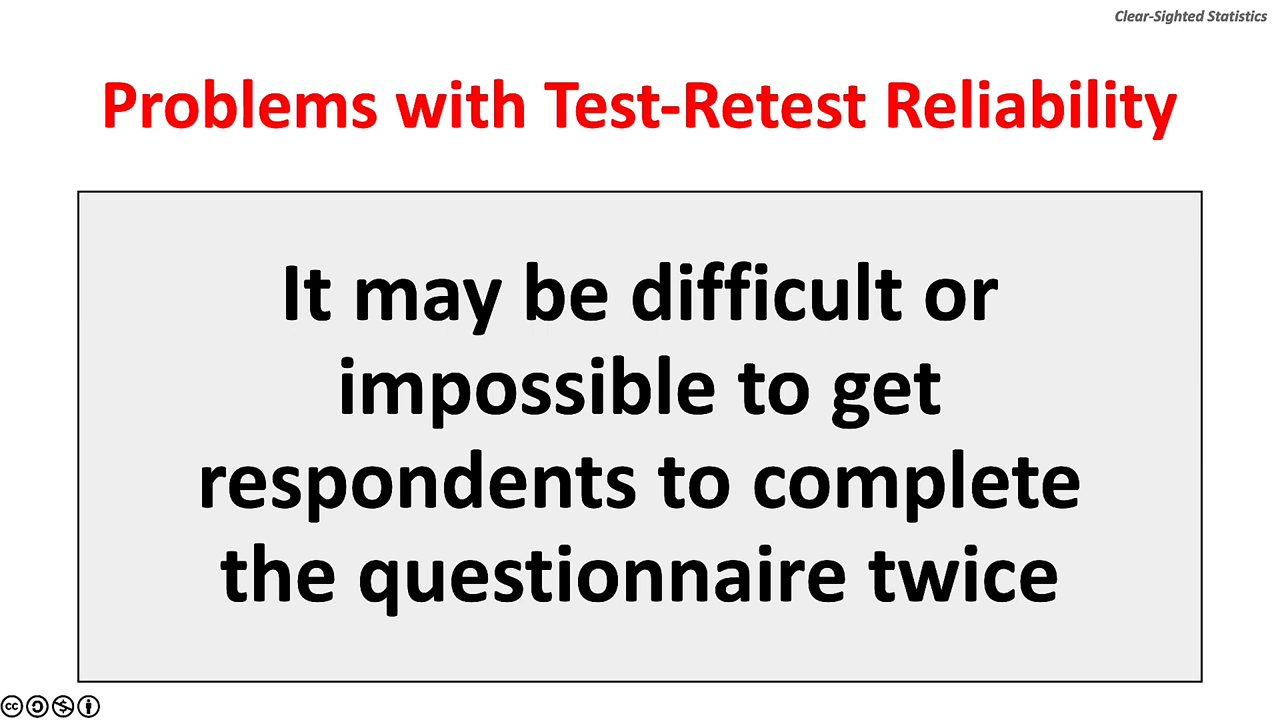 Clear-Sighted Statistics
Problems with Test-Retest Reliability
It may be difficult or
impossible to get
respondents to complete
the questionnaire twice
cc